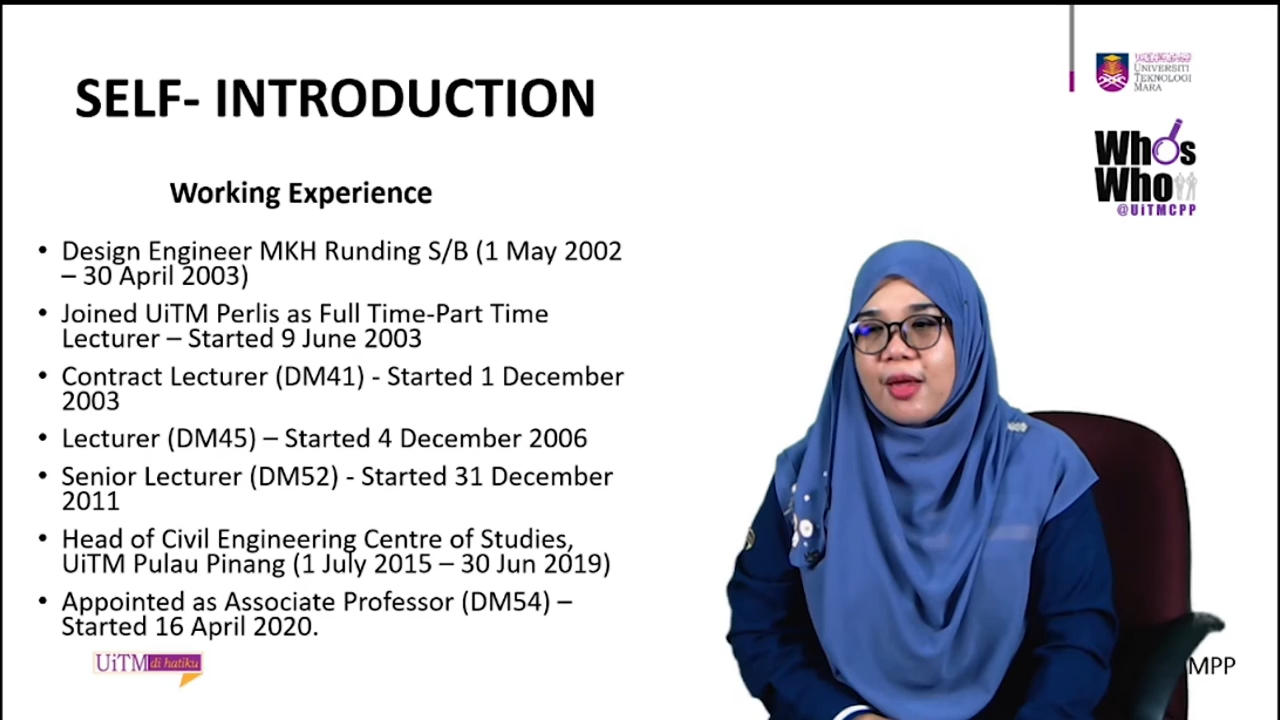 SELF- INTRODUCTION
UNIVERSITI
TEKNOLOGI
MARA
Who's
Who
@UiTMCPP
Working Experience
• Design Engineer MKH Runding S/B (1 May 2002
– 30 April 2003)
• Joined UiTM Perlis as Full Time-Part Time
Lecturer – Started 9 June 2003
• Contract Lecturer (DM41) - Started 1 December
2003
• Lecturer (DM45) – Started 4 December 2006
• Senior Lecturer (DM52) - Started 31 December
2011
• Head of Civil Engineering Centre of Studies,
UiTM Pulau Pinang (1 July 2015 – 30 Jun 2019)
• Appointed as Associate Professor (DM54) –
Started 16 April 2020.
UiTM di hatiku
MPP